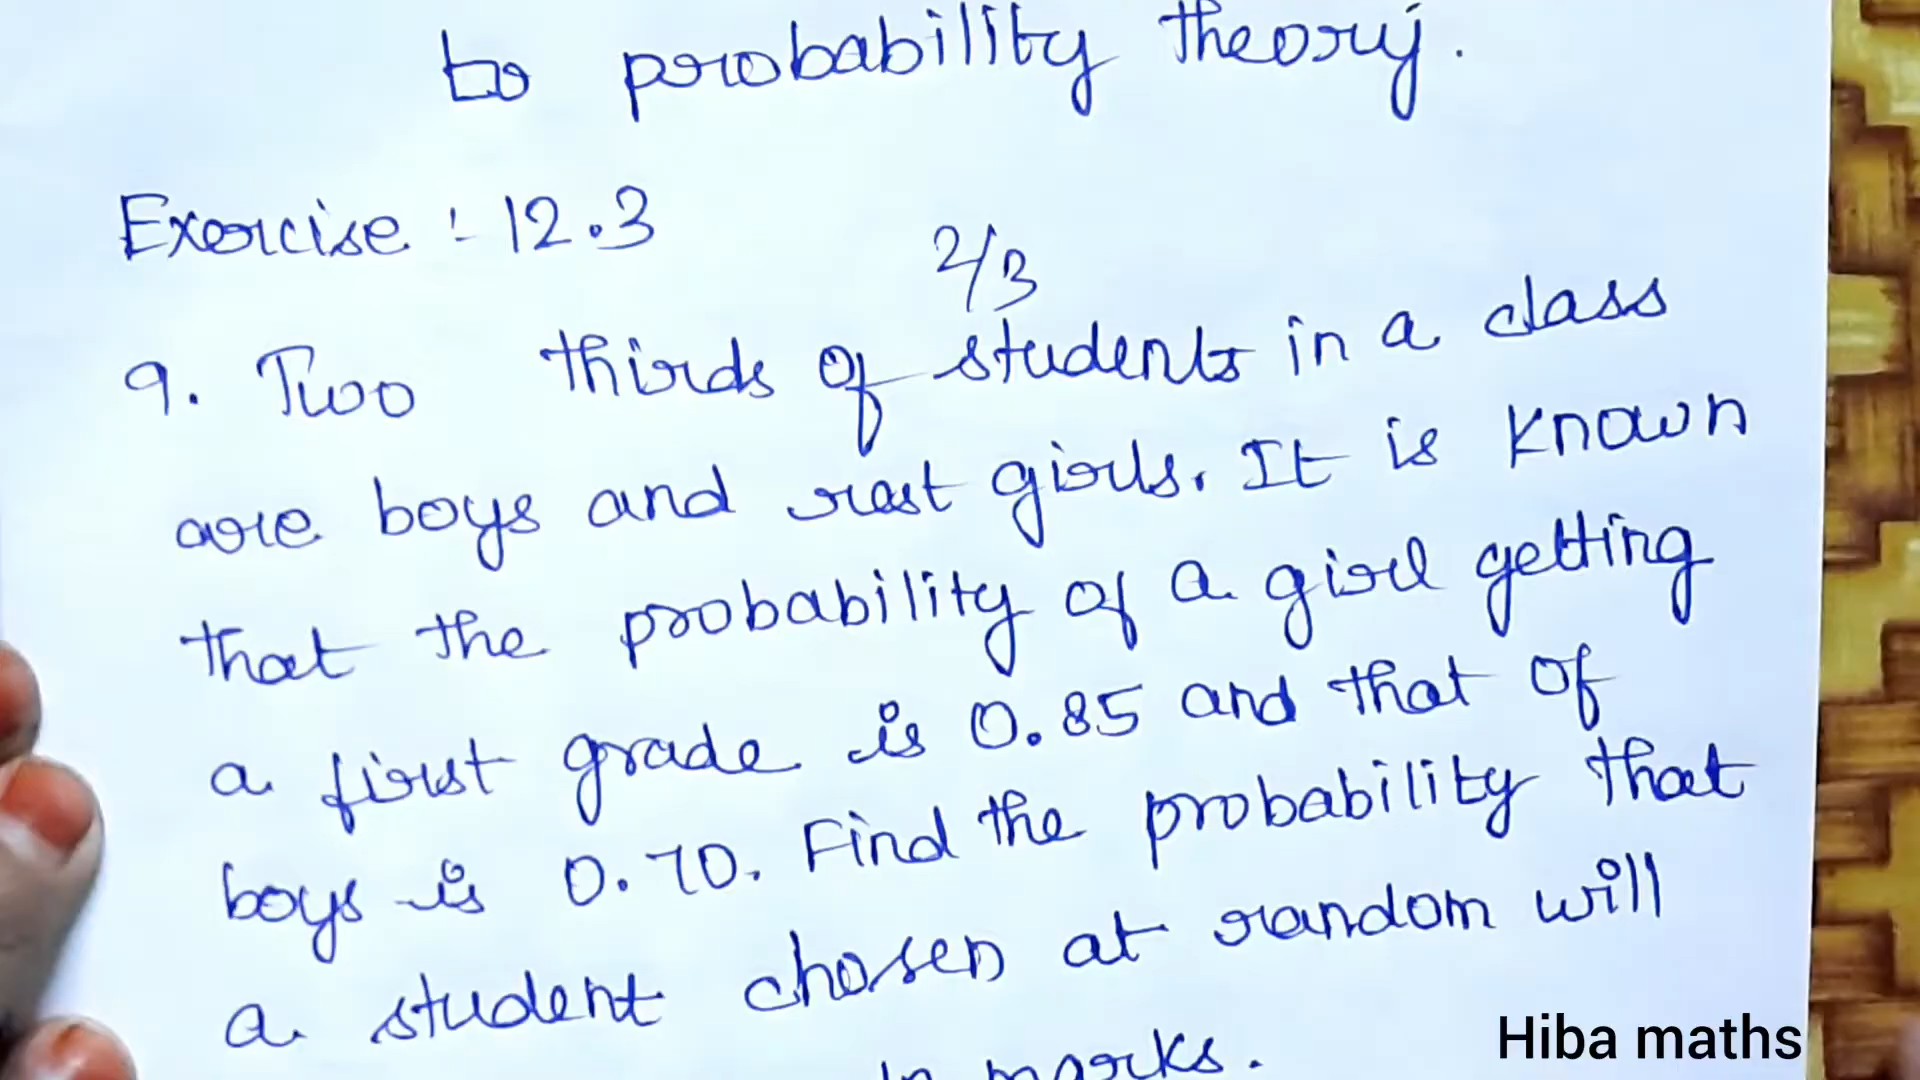 to probability theory.
Exercise :- 12.3
2/3
9. Two thirds of students in a class
are boys and rest girls. It is known
that the probability of a girl getting
a first grade is 0.85 and that of
boys is 0.70. Find the probability that
a student chosen at random will
marks.
Hiba maths